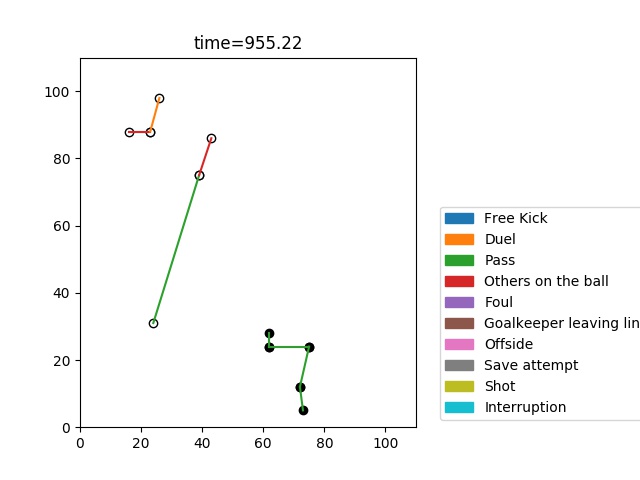 time=955.22
100
80
60
40
20
0
0 20 40 60 80 100
Free Kick
Duel
Pass
Others on the ball
Foul
Goalkeeper leaving lin
Offside
Save attempt
Shot
Interruption